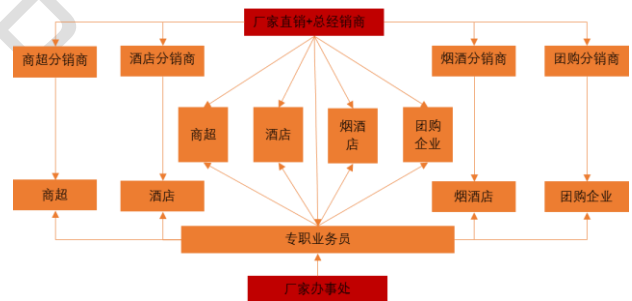 厂家直销+总经销商
商超分销商
酒店分销商
烟酒分销商
团购分销商
商超
酒店
烟酒
店
团购
企业
商超
酒店
烟酒店
团购企业
专职业务员
厂家办事处